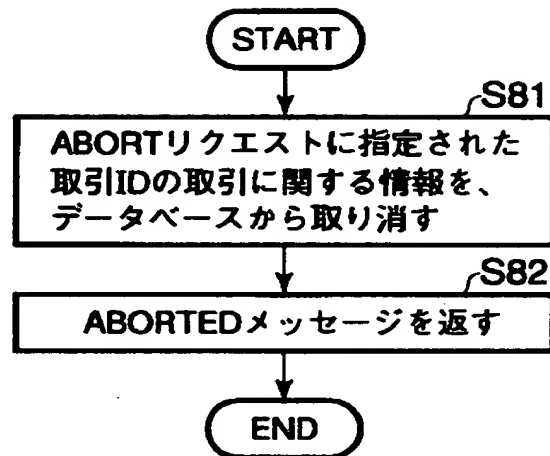 START
S81
ABORTリクエストに指定された
取引IDの取引に関する情報を、
データベースから取り消す
S82
ABORTEDメッセージを返す
END